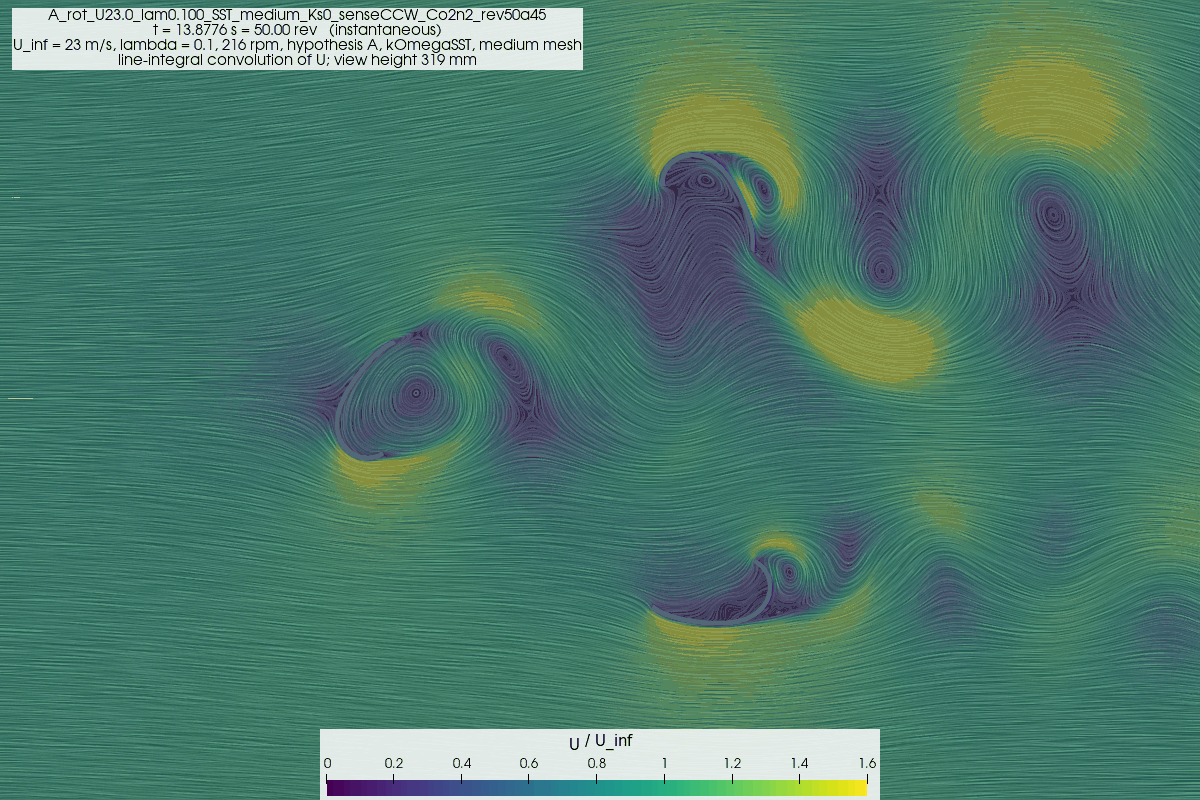 A_rot_U23.0_lam0.100_SST_medium_Ks0_senseCCW_Co2n2_rev50a45
t = 13.8776 s = 50.00 rev (instantaneous)
U_inf = 23 m/s, lambda = 0.1, 216 rpm, hypothesis A, kOmegaSST, medium mesh
line-integral convolution of U; view height 319 mm
U / U_inf
0 0.2 0.4 0.6 0.8 1 1.2 1.4 1.6